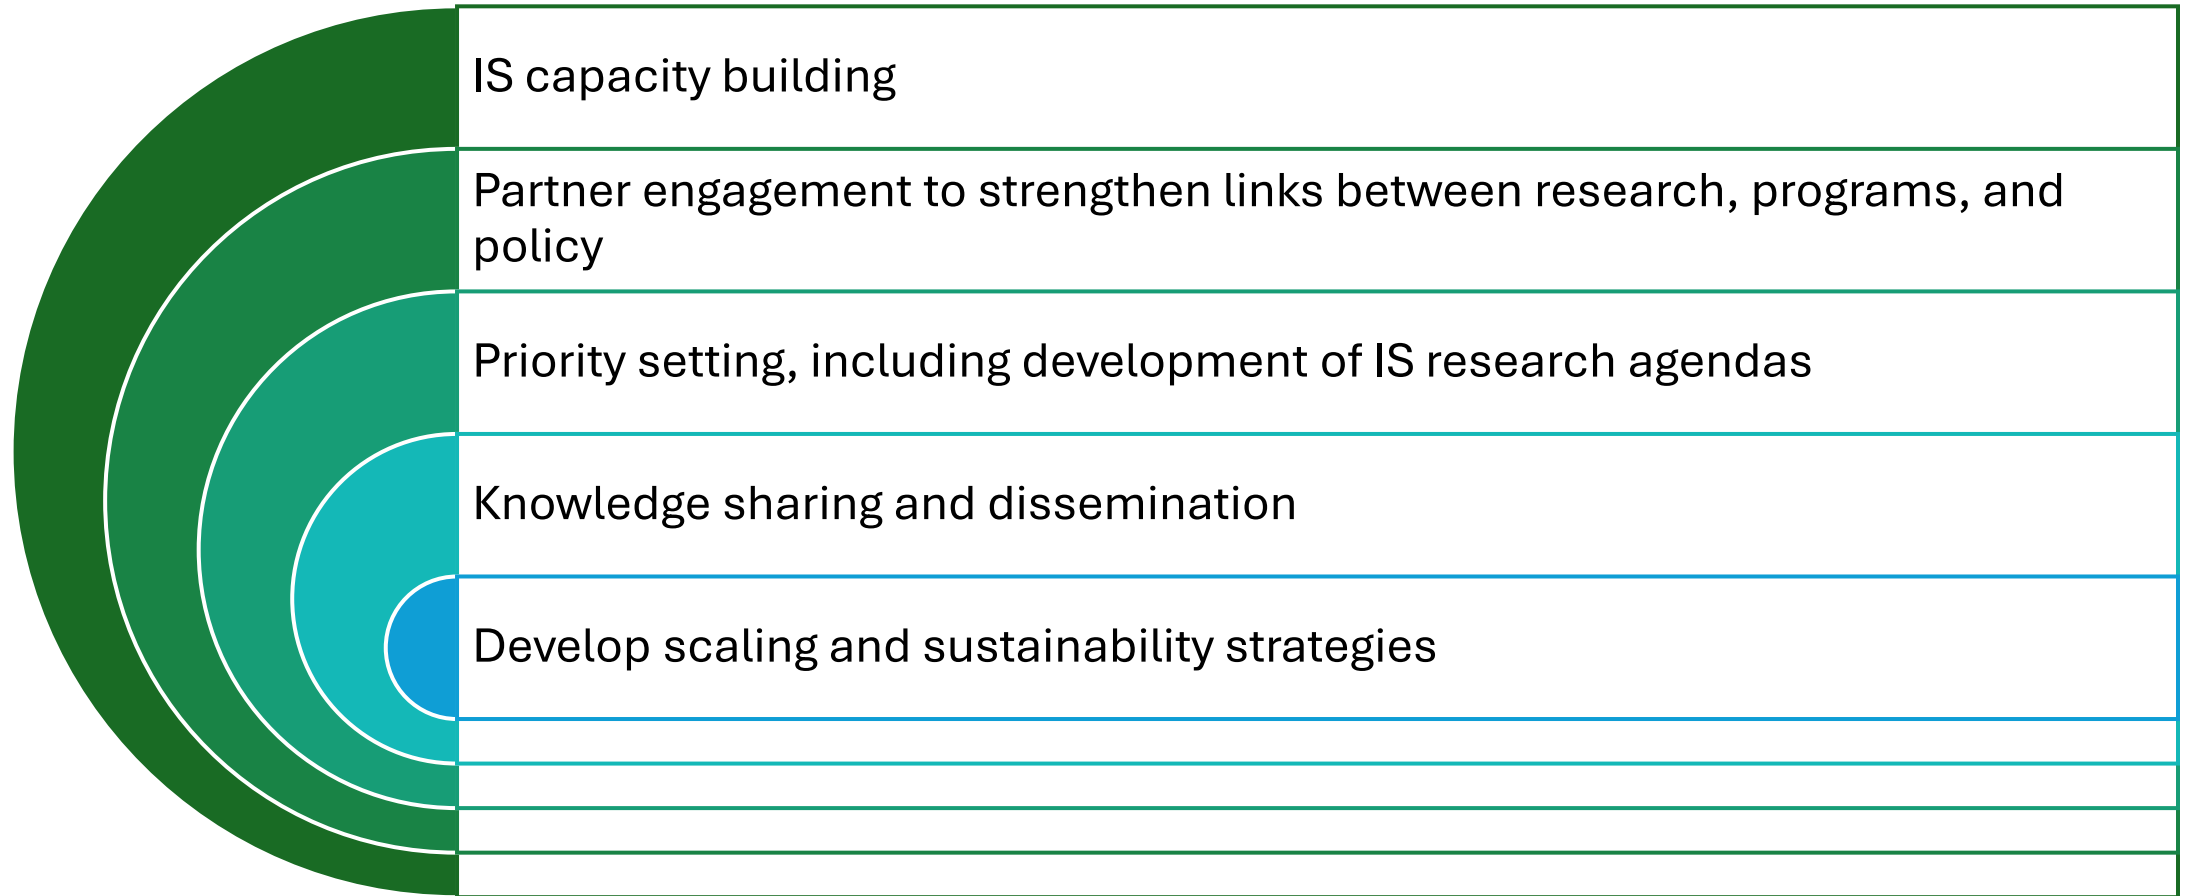 IS capacity building
Partner engagement to strengthen links between research, programs, and
policy
Priority setting, including development of IS research agendas
Knowledge sharing and dissemination
Develop scaling and sustainability strategies